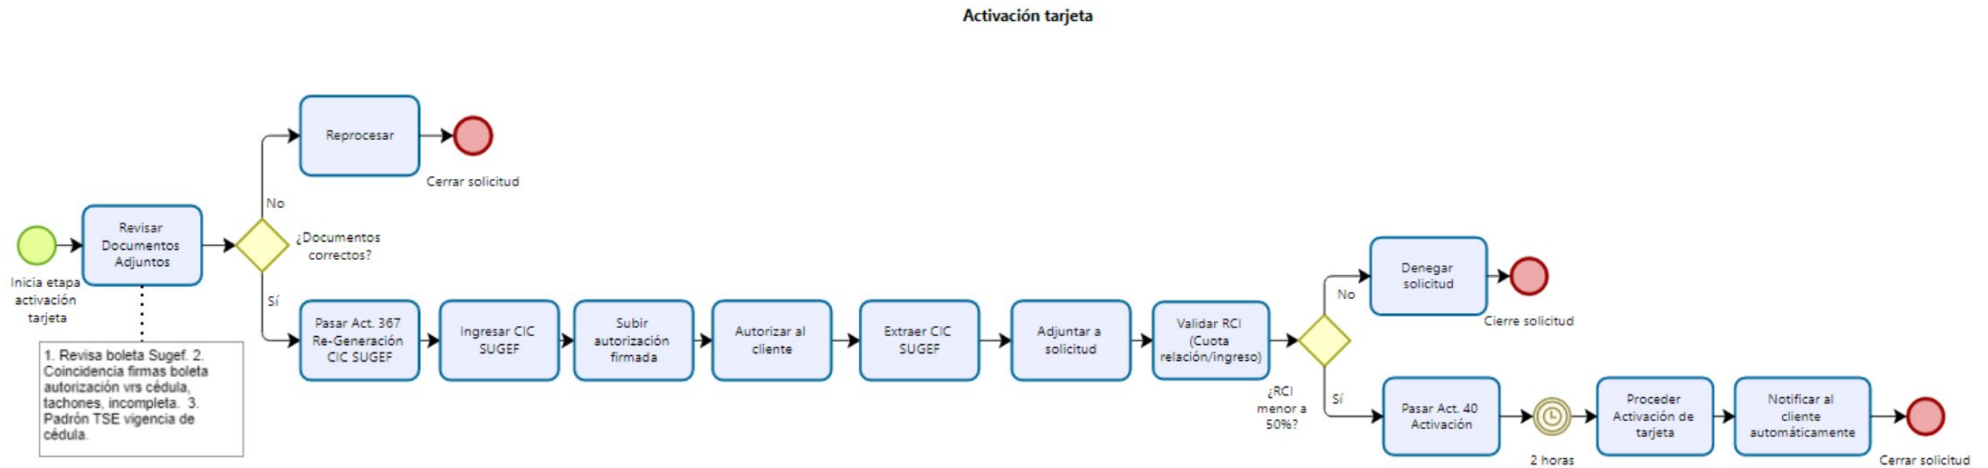 Activación tarjeta
Inicia etapa
activación
tarjeta
Revisar
Documentos
Adjuntos
1. Revisa boleta Sugef. 2.
Coincidencia firmas boleta
autorización vrs cédula,
tachones, incompleta.  3.
Padrón TSE vigencia de
cédula.
¿Documentos
correctos?
No
Reprocesar
Cerrar solicitud
Sí
Pasar Act. 367
Re-Generación
CIC SUGEF
Ingresar CIC
SUGEF
Subir
autorización
firmada
Autorizar al
cliente
Extraer CIC
SUGEF
Adjuntar a
solicitud
Validar RCI
(Cuota
relación/ingreso)
¿RCI
menor a
50%?
No
Denegar
solicitud
Cierre solicitud
Sí
Pasar Act. 40
Activación
2 horas
Proceder
Activación de
tarjeta
Notificar al
cliente
automáticamente
Cerrar solicitud